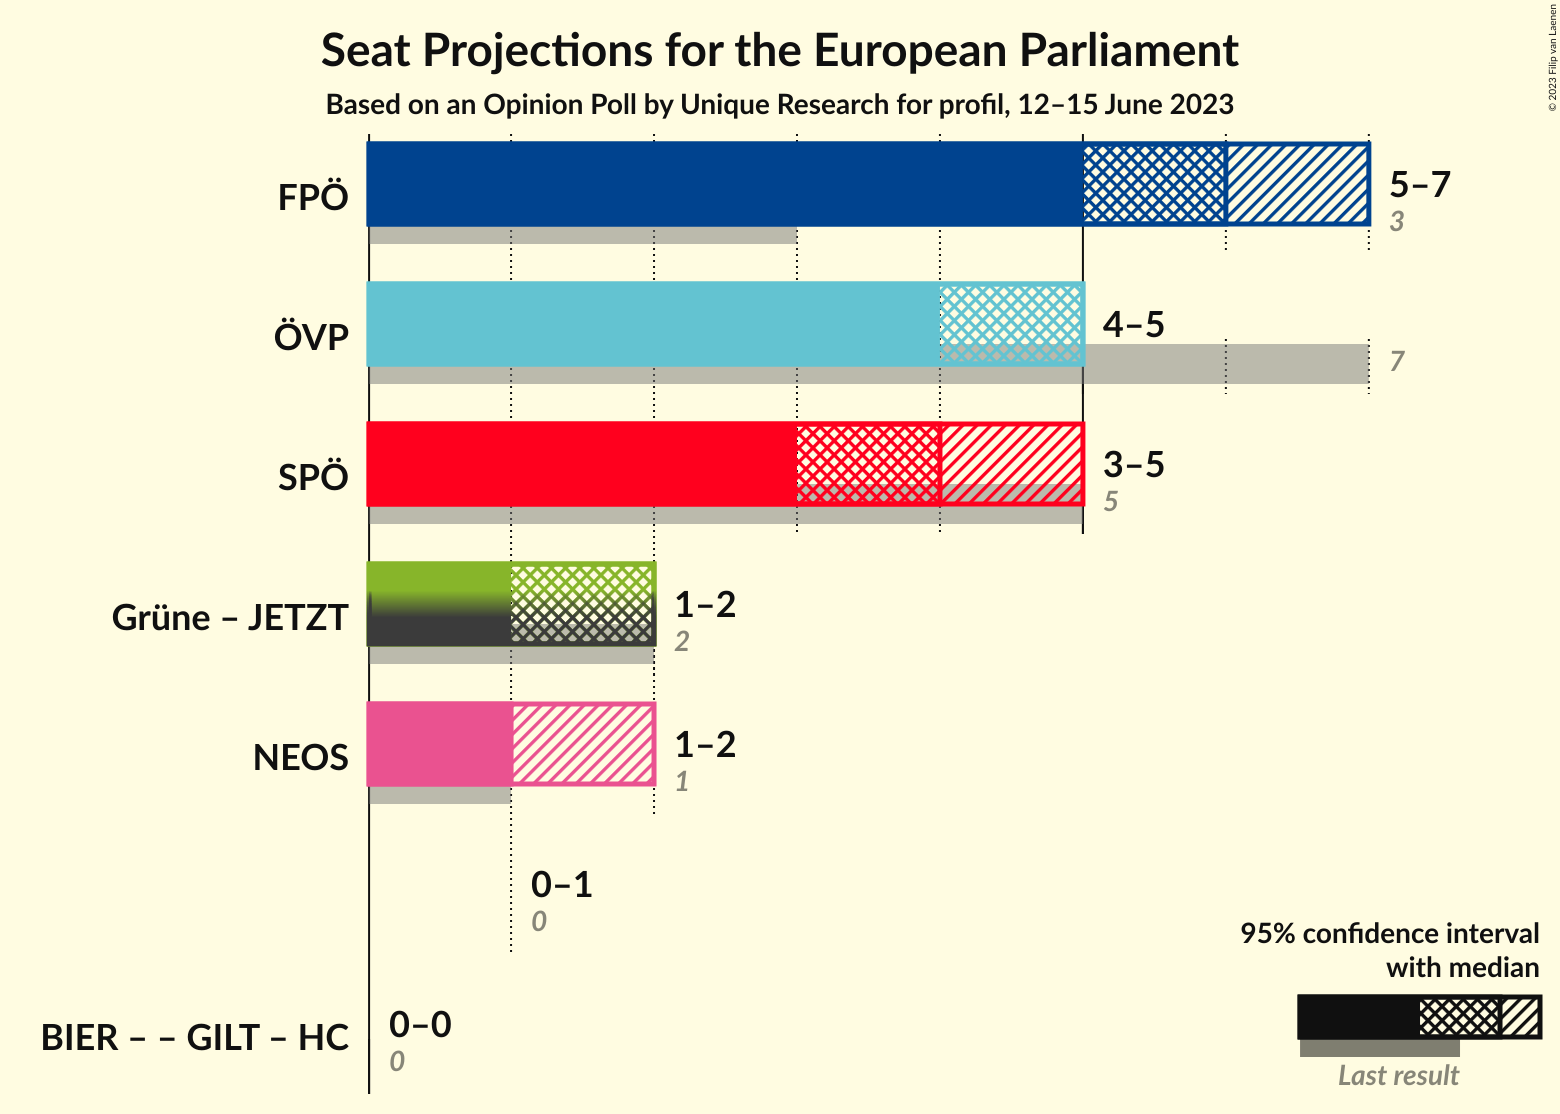 Seat Projections for the European Parliament
Based on an Opinion Poll by Unique Research for profil, 12–15 June 2023
© 2023 Filip van Laenen
FPÖ
5–7
3
ÖVP
4–5
7
SPÖ
3–5
5
Grüne – JETZT
1–2
2
NEOS
1–2
1
0–1
0
BIER – – GILT – HC
0–0
0
95% confidence interval
with median
Last result